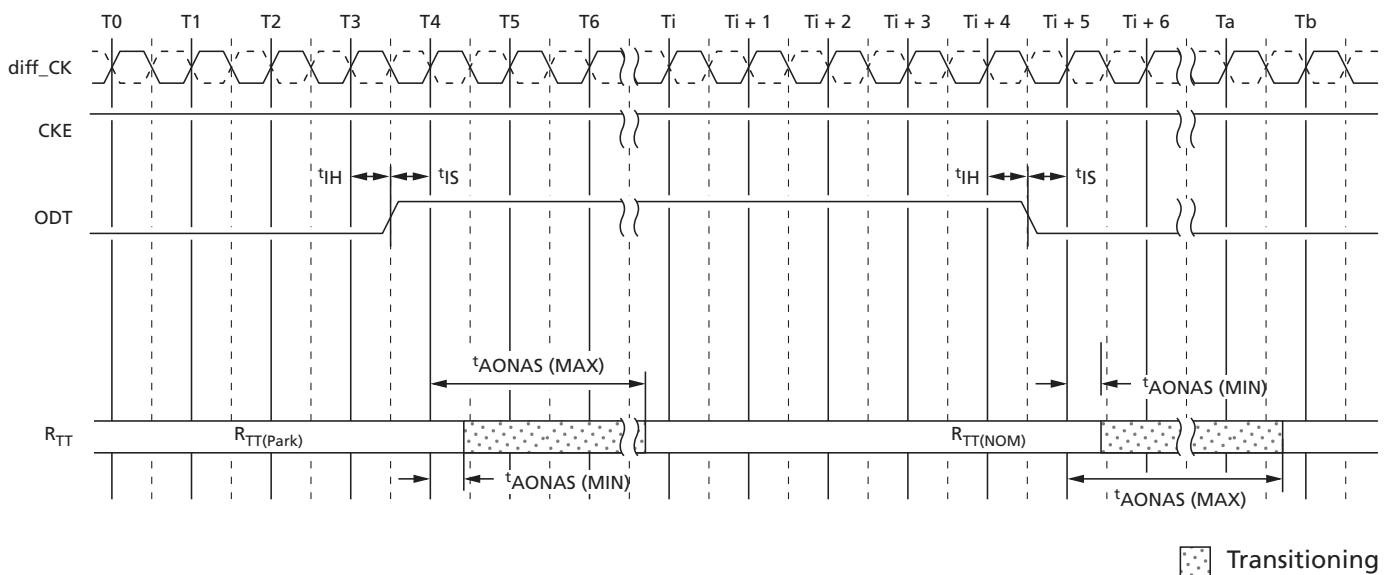 T0 T1 T2 T3 T4 T5 T6 Ti Ti + 1 Ti + 2 Ti + 3 Ti + 4 Ti + 5 Ti + 6 Ta Tb
diff_CK
CKE
tIH tIS tIH tIS
ODT
tAONAS (MAX)
tAONAS (MIN)
RTT RTT(Park) RTT(NOM)
tAONAS (MIN)
tAONAS (MAX)
Transitioning